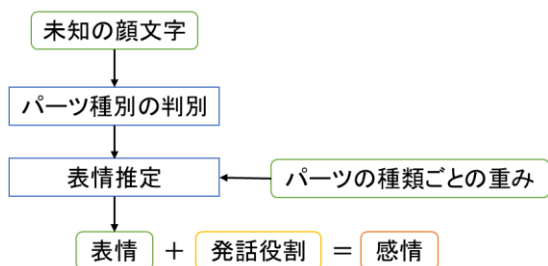 未知の顔文字
パーツ種別の判別
表情推定
パーツの種類ごとの重み
表情 + 発話役割 = 感情